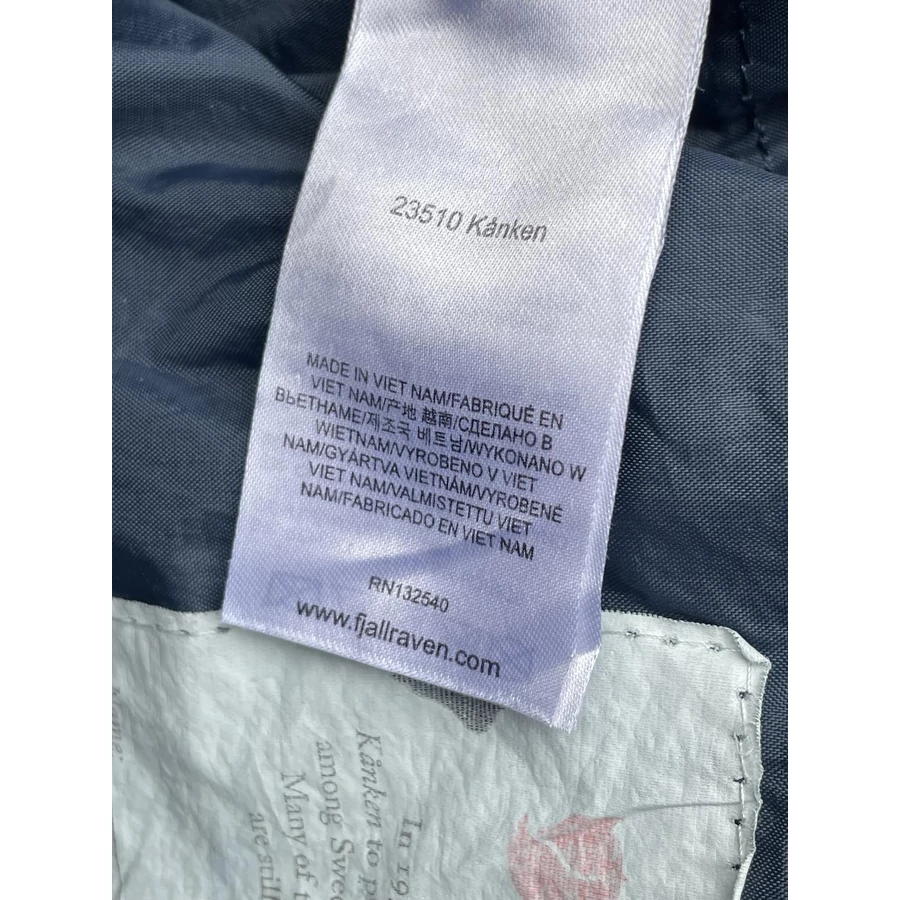 23510 Kånken
MADE IN VIET NAM/FABRIQUÉ EN
VIET NAM/产地 越南/СДЕЛАНО В
ВЬЕТНАМЕ/제조국 베트남/WYKONANO W
WIETNAM/VYROBENO V VIET
NAM/GYÁRTVA VIETNÁM/VYROBENÉ
VIET NAM/VALMISTETTU VIET
NAM/FABRICADO EN VIET NAM
RN132540
www.fjallraven.com
In 19
Kånken to p
among Swe
Many of t
are still